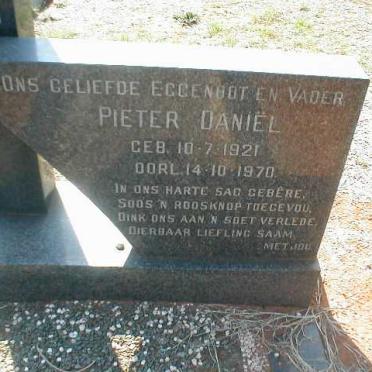 ONS GELIEFDE EGGENOOT EN VADER
PIETER DANIËL
GEB. 10·7·1921
OORL. 14·10·1970
IN ONS HARTE SAG GEBÊRE,
SOOS 'N ROOSKNOP TOEGEVOU,
DINK ONS AAN 'N SOET VERLEDE,
DIERBAAR LIEFLING SAAM,
MET JOU.